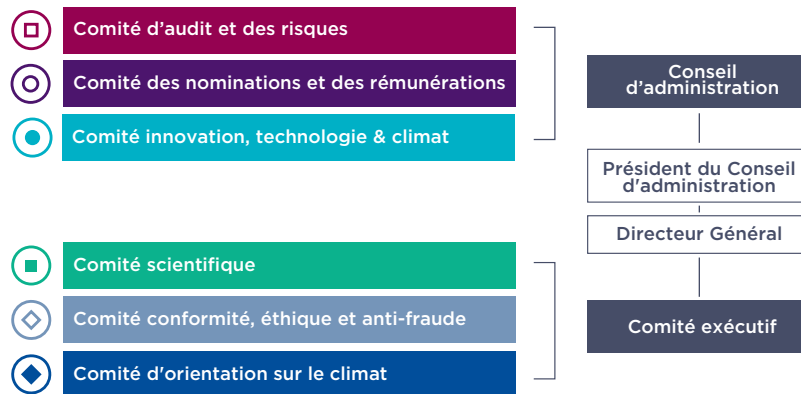 Comité d’audit et des risques
Comité des nominations et des rémunérations
Comité innovation, technologie & climat
Conseil
d’administration
Président du Conseil
d'administration
Directeur Général
Comité scientifique
Comité conformité, éthique et anti-fraude
Comité d'orientation sur le climat
Comité exécutif